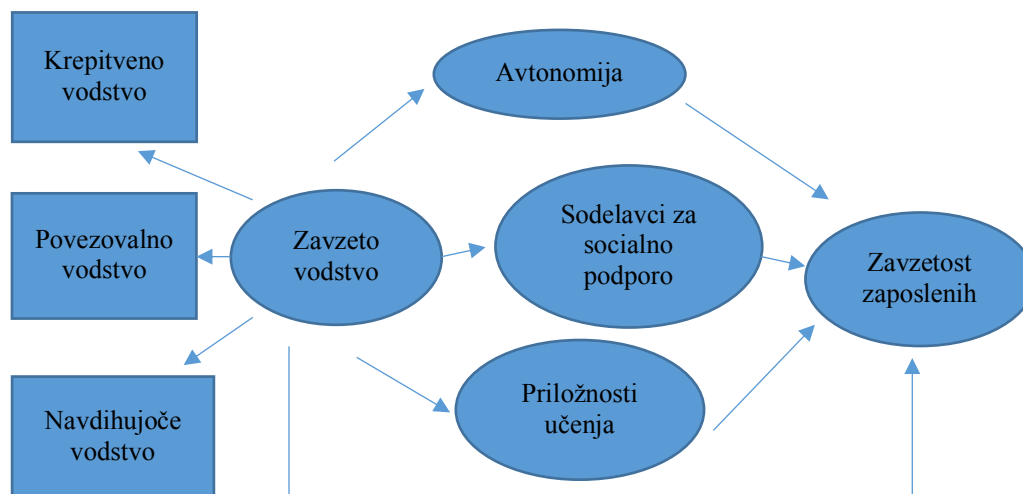 Krepitveno
vodstvo
Avtonomija
Povezovalno
vodstvo
Zavzeto
vodstvo
Sodelavci za
socialno
podporo
Zavzetost
zaposlenih
Navdihujoče
vodstvo
Priložnosti
učenja